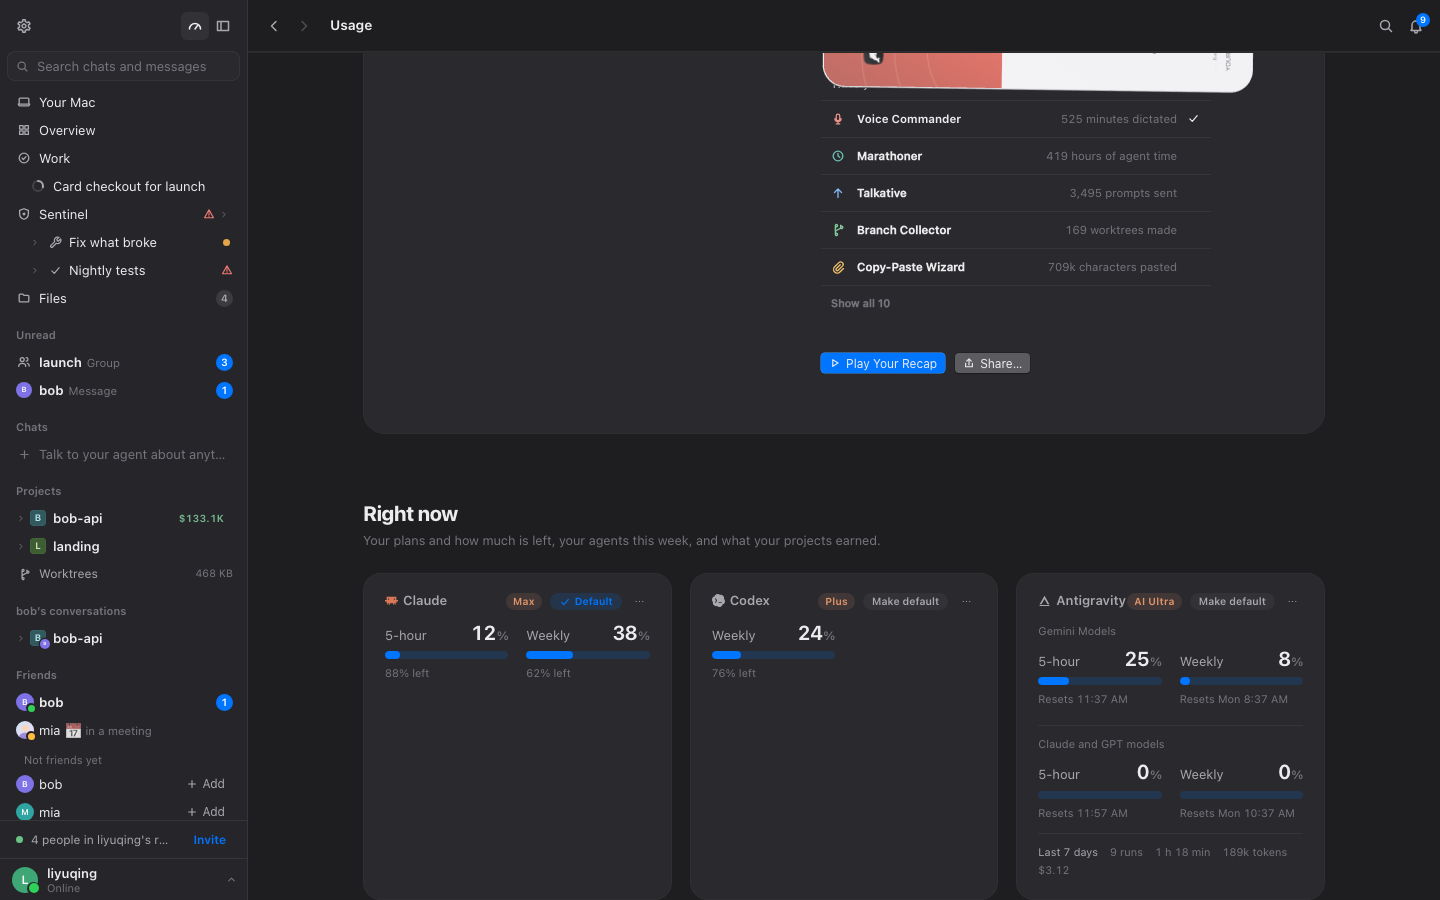 Usage
9
Search chats and messages
Your Mac
Overview
Work
Card checkout for launch
Sentinel
Fix what broke
Nightly tests
Files 4
Unread
launch Group 3
B bob Message 1
Chats
Talk to your agent about anyt...
Projects
B bob-api $133.1K
L landing
Worktrees 468 KB
bob's conversations
B bob-api
Friends
B bob 1
mia in a meeting
Not friends yet
B bob + Add
M mia + Add
4 people in liyuqing's r... Invite
L liyuqing
Online
Voice Commander 525 minutes dictated
Marathoner 419 hours of agent time
Talkative 3,495 prompts sent
Branch Collector 169 worktrees made
Copy-Paste Wizard 709k characters pasted
Show all 10
Play Your Recap Share...
Right now
Your plans and how much is left, your agents this week, and what your projects earned.
Claude Max Default ...
5-hour 12% Weekly 38%
88% left 62% left
Codex Plus Make default ...
Weekly 24%
76% left
Antigravity AI Ultra Make default ...
Gemini Models
5-hour 25% Weekly 8%
Resets 11:37 AM Resets Mon 8:37 AM
Claude and GPT models
5-hour 0% Weekly 0%
Resets 11:57 AM Resets Mon 10:37 AM
Last 7 days 9 runs 1 h 18 min 189k tokens
$3.12